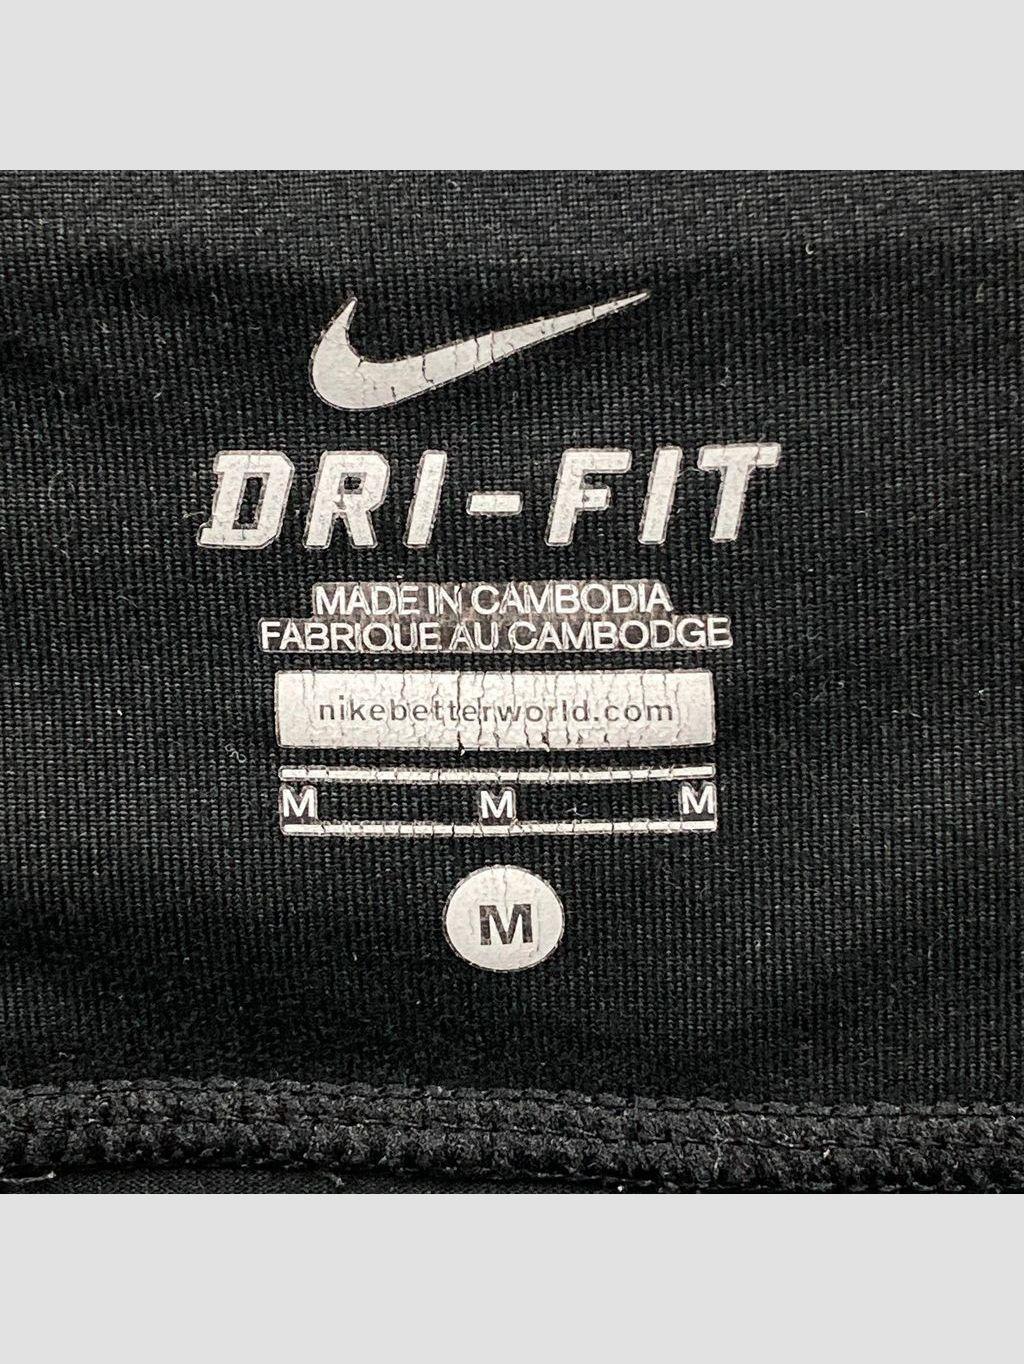 DRI-FIT
MADE IN CAMBODIA
FABRIQUE AU CAMBODGE
nikebetterworld.com
M M M
M